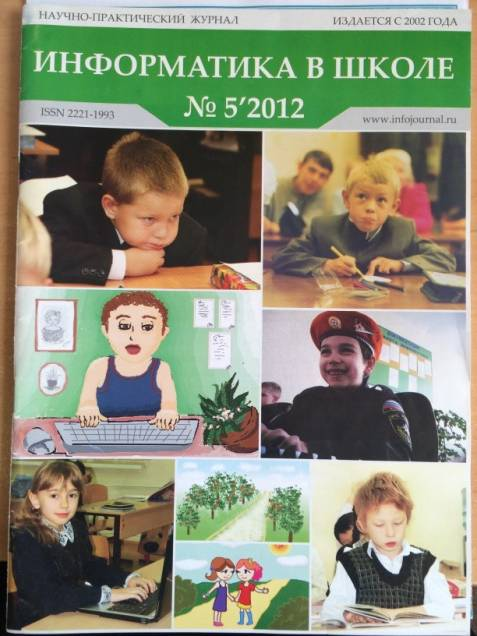 НАУЧНО-ПРАКТИЧЕСКИЙ ЖУРНАЛ
ИЗДАЕТСЯ С 2002 ГОДА
ИНФОРМАТИКА В ШКОЛЕ
№ 5’2012
ISSN 2221-1993
www.infojournal.ru